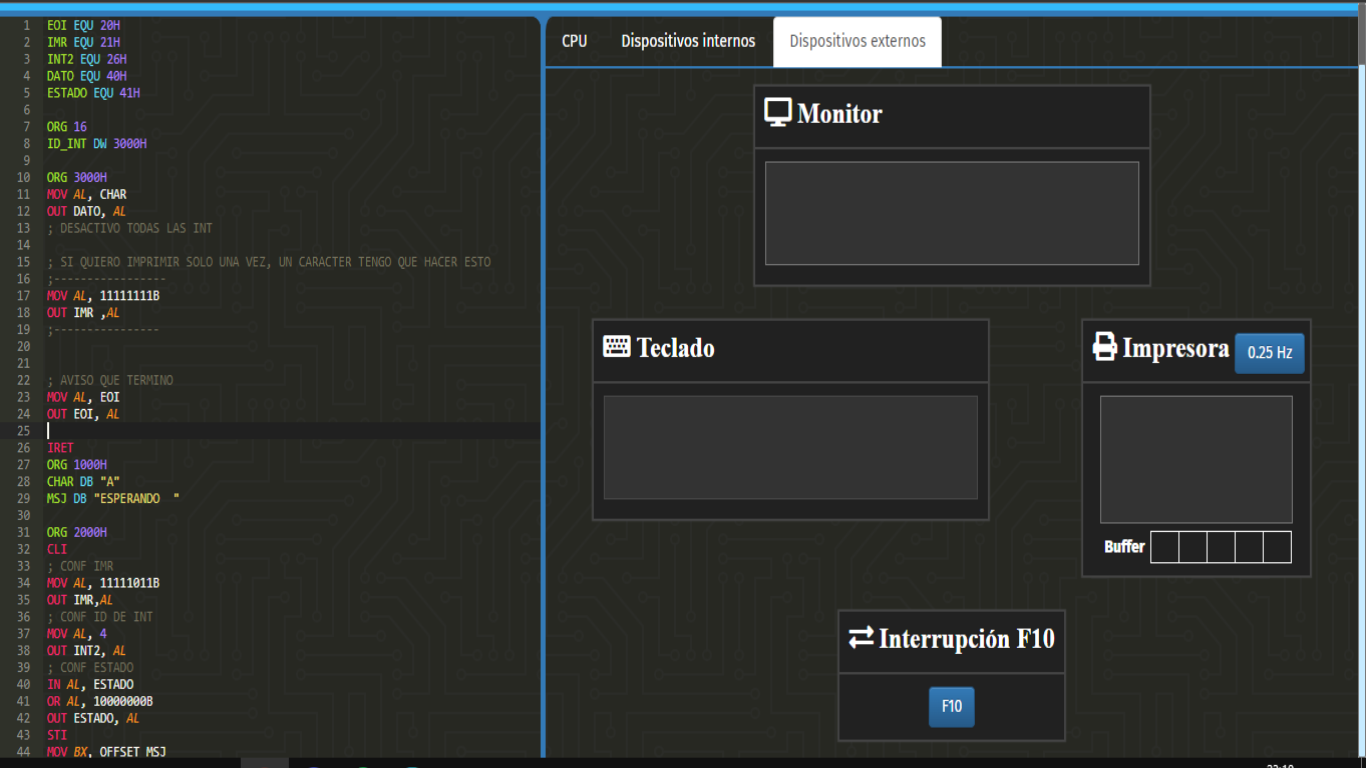 1 EOI EQU 20H
2 IMR EQU 21H
3 INT2 EQU 26H
4 DATO EQU 40H
5 ESTADO EQU 41H
6
7 ORG 16
8 ID_INT DW 3000H
9
10 ORG 3000H
11 MOV AL, CHAR
12 OUT DATO, AL
13 ; DESACTIVO TODAS LAS INT
14
15 ; SI QUIERO IMPRIMIR SOLO UNA VEZ, UN CARACTER TENGO QUE HACER ESTO
16 ;-----------------
17 MOV AL, 11111111B
18 OUT IMR ,AL
19 ;----------------
20
21
22 ; AVISO QUE TERMINO
23 MOV AL, EOI
24 OUT EOI, AL
25
26 IRET
27 ORG 1000H
28 CHAR DB "A"
29 MSJ DB "ESPERANDO  "
30
31 ORG 2000H
32 CLI
33 ; CONF IMR
34 MOV AL, 11111011B
35 OUT IMR,AL
36 ; CONF ID DE INT
37 MOV AL, 4
38 OUT INT2, AL
39 ; CONF ESTADO
40 IN AL, ESTADO
41 OR AL, 10000000B
42 OUT ESTADO, AL
43 STI
44 MOV BX, OFFSET MSJ
CPU Dispositivos internos Dispositivos externos
Monitor
Teclado
Impresora 0.25 Hz
Buffer
Interrupción F10
F10